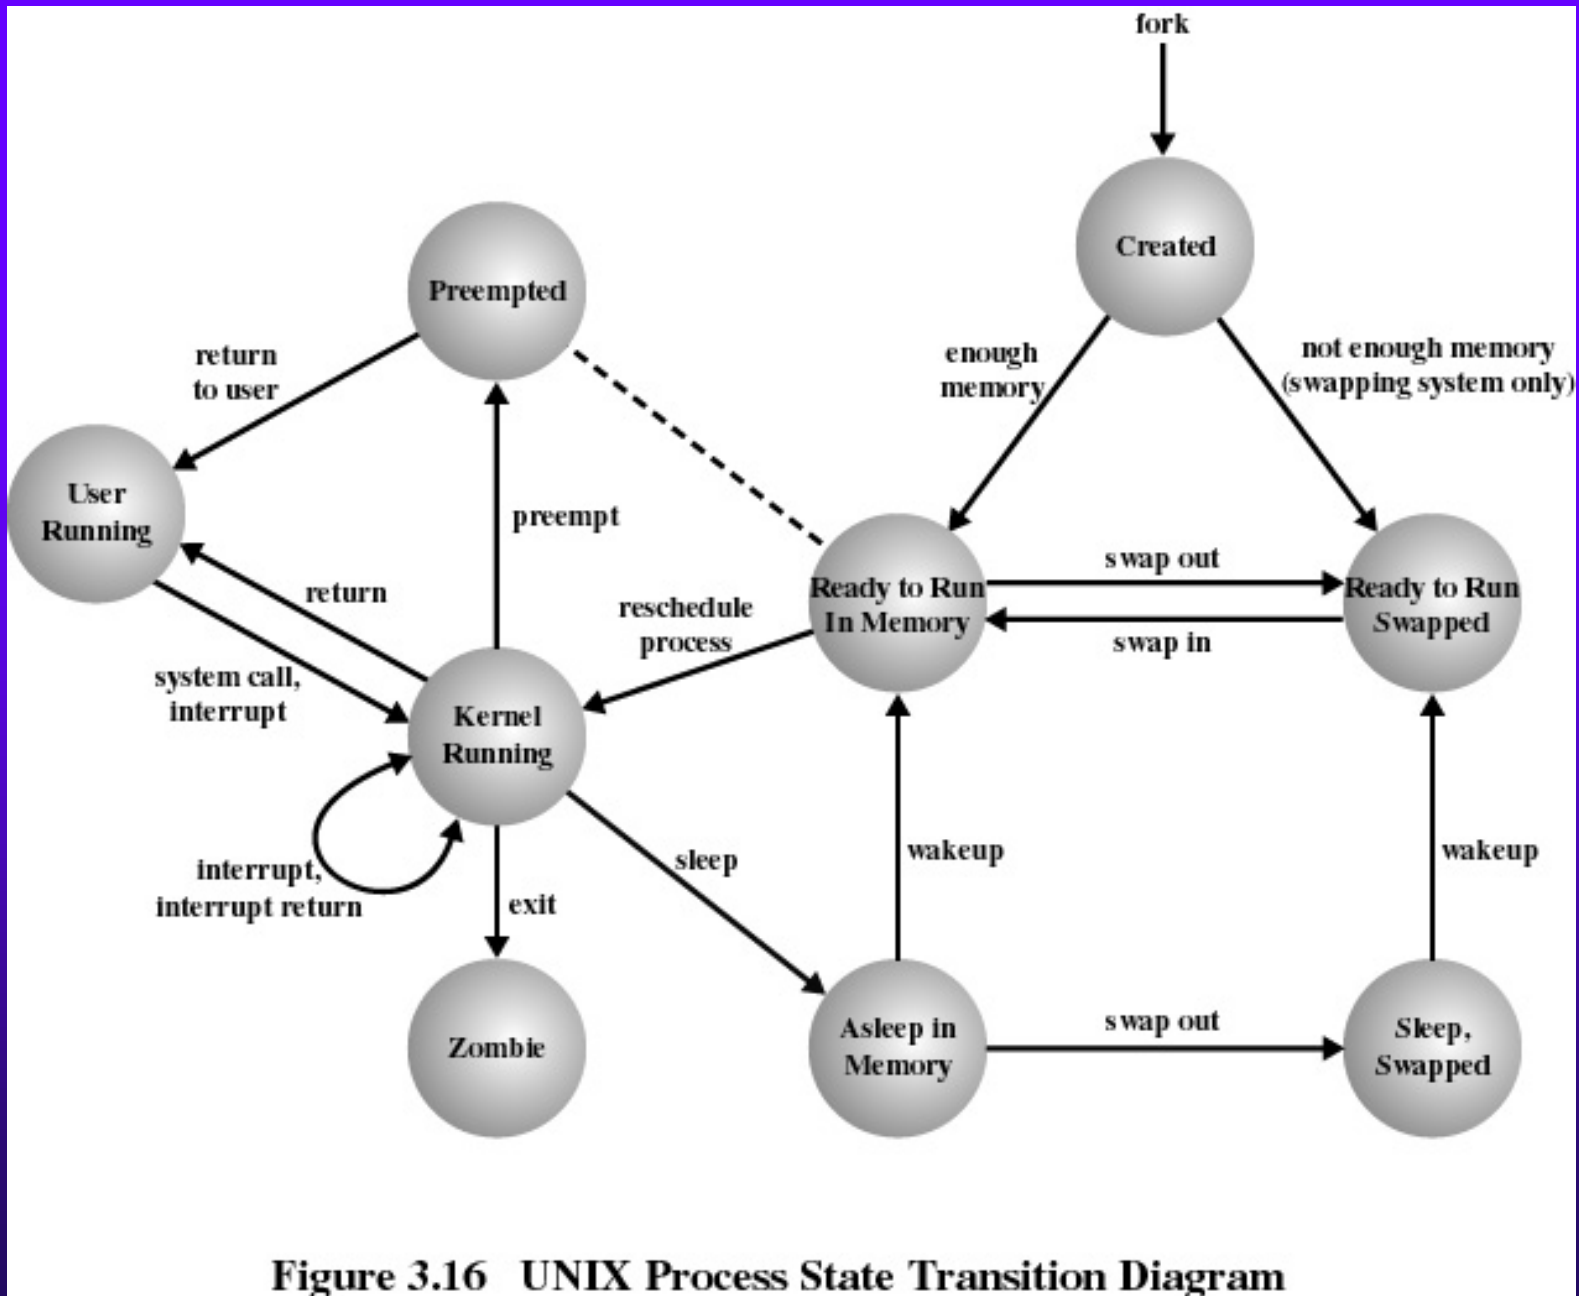 fork
Created
Preempted
return
to user
enough
memory
not enough memory
(swapping system only)
User
Running
preempt
return
reschedule
process
Ready to Run
In Memory
swap out
swap in
Ready to Run
Swapped
system call,
interrupt
Kernel
Running
interrupt,
interrupt return
exit
sleep
wakeup
wakeup
Zombie
Asleep in
Memory
swap out
Sleep,
Swapped
Figure 3.16 UNIX Process State Transition Diagram